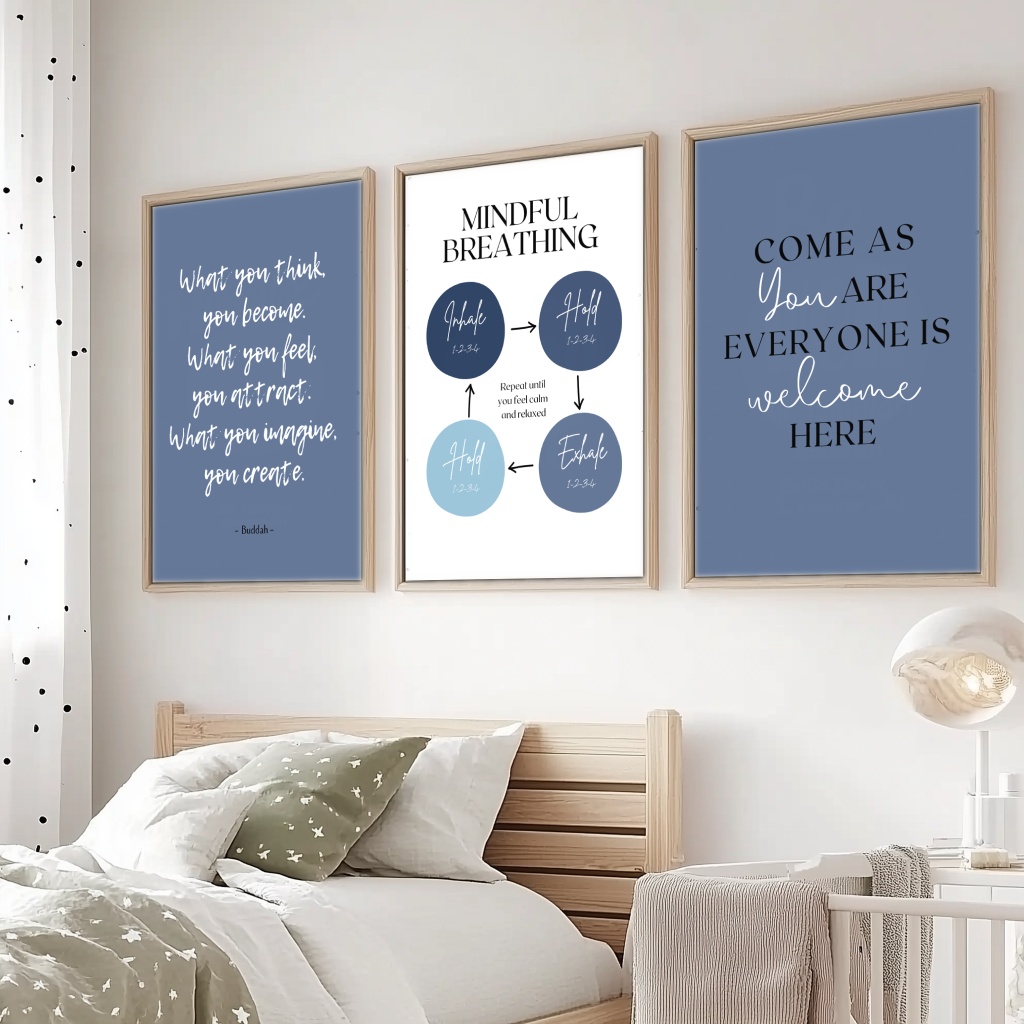 What you think,
you become.
What you feel,
you attract.
What you imagine,
you create.
- Buddah -
MINDFUL
BREATHING
Inhale
1-2-3-4
Hold
1-2-3-4
Repeat until
you feel calm
and relaxed
Hold
1-2-3-4
Exhale
1-2-3-4
COME AS
You ARE
EVERYONE IS
welcome
HERE